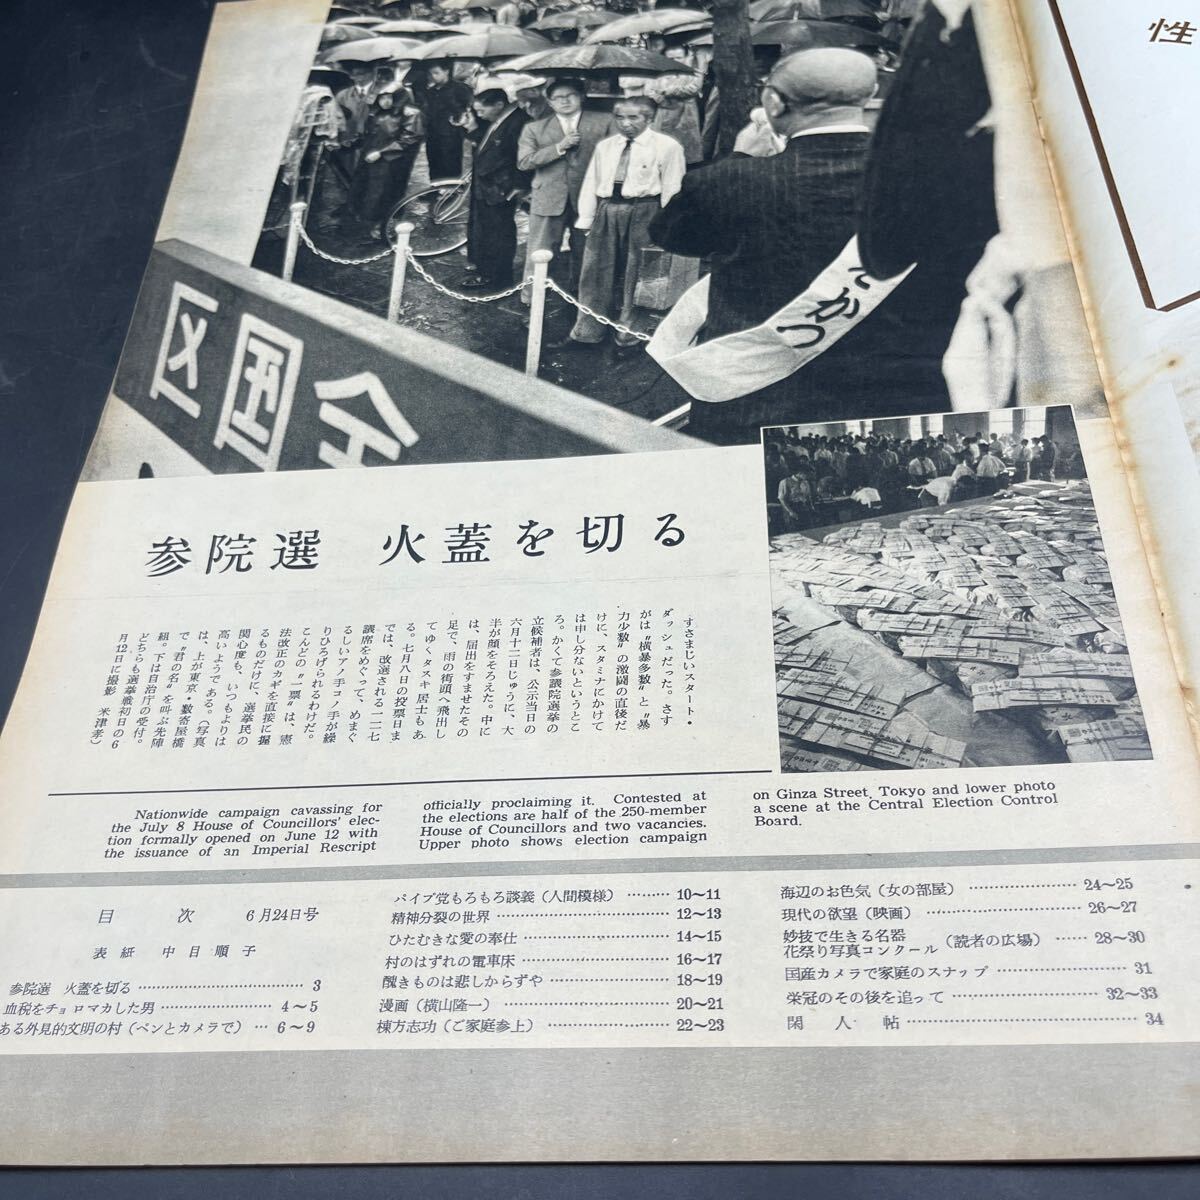 性
たかつ
全国区
参院選　火蓋を切る
すさまじいスタート・
ダッシュだった。さす
がは〝横暴多数〟と〝暴
力少数〟の激闘の直後だ
けに、スタミナにかけて
は申し分ないというとこ
ろ。かくて参議院選挙の
立候補者は、公示当日の
六月十二日じゅうに、大
半が顔をそろえた。中に
は、届出をすませたその
足で、雨の街頭へ飛出し
てゆくタスキ居士もあ
る。七月八日の投票日ま
では、改選される一二七
議席をめぐって、めまぐ
るしいアノ手コノ手が繰
りひろげられるわけだ。
こんどの〝一票〟は、憲
法改正のカギを直接に握
るものだけに、選挙民の
関心度も、いつもよりは
高いようである。（写真
は、上が東京・数寄屋橋
で〝君の名〟を叫ぶ先陣
組。下は自治庁の受付。
どちらも選挙戦初日の6
月12日撮影　米津孝）
Nationwide campaign cavassing for
the July 8 House of Councillors' elec-
tion formally opened on June 12 with
the issuance of an Imperial Rescript
officially proclaiming it. Contested at
the elections are half of the 250-member
House of Councillors and two vacancies.
Upper photo shows election campaign
on Ginza Street, Tokyo and lower photo
a scene at the Central Election Control
Board.
目　次　6月24日号
表紙　中目順子
参院選　火蓋を切る…………………… 3
血税をチョロマカした男……………… 4～5
ある外見的文明の村（ペンとカメラで）… 6～9
パイプ党もろもろ談義（人間模様）……… 10～11
精神分裂の世界…………………… 12～13
ひたむきな愛の奉仕…………………… 14～15
村のはずれの電車床…………………… 16～17
醜きものは悲しからずや…………………… 18～19
漫画（横山隆一）…………………… 20～21
棟方志功（ご家庭参上）…………………… 22～23
海辺のお色気（女の部屋）…………………… 24～25
現代の欲望（映画）…………………… 26～27
妙技で生きる名器
花祭り写真コンクール（読者の広場）…… 28～30
国産カメラで家庭のスナップ…………………… 31
栄冠のその後を追って…………………… 32～33
閑人帖…………………… 34